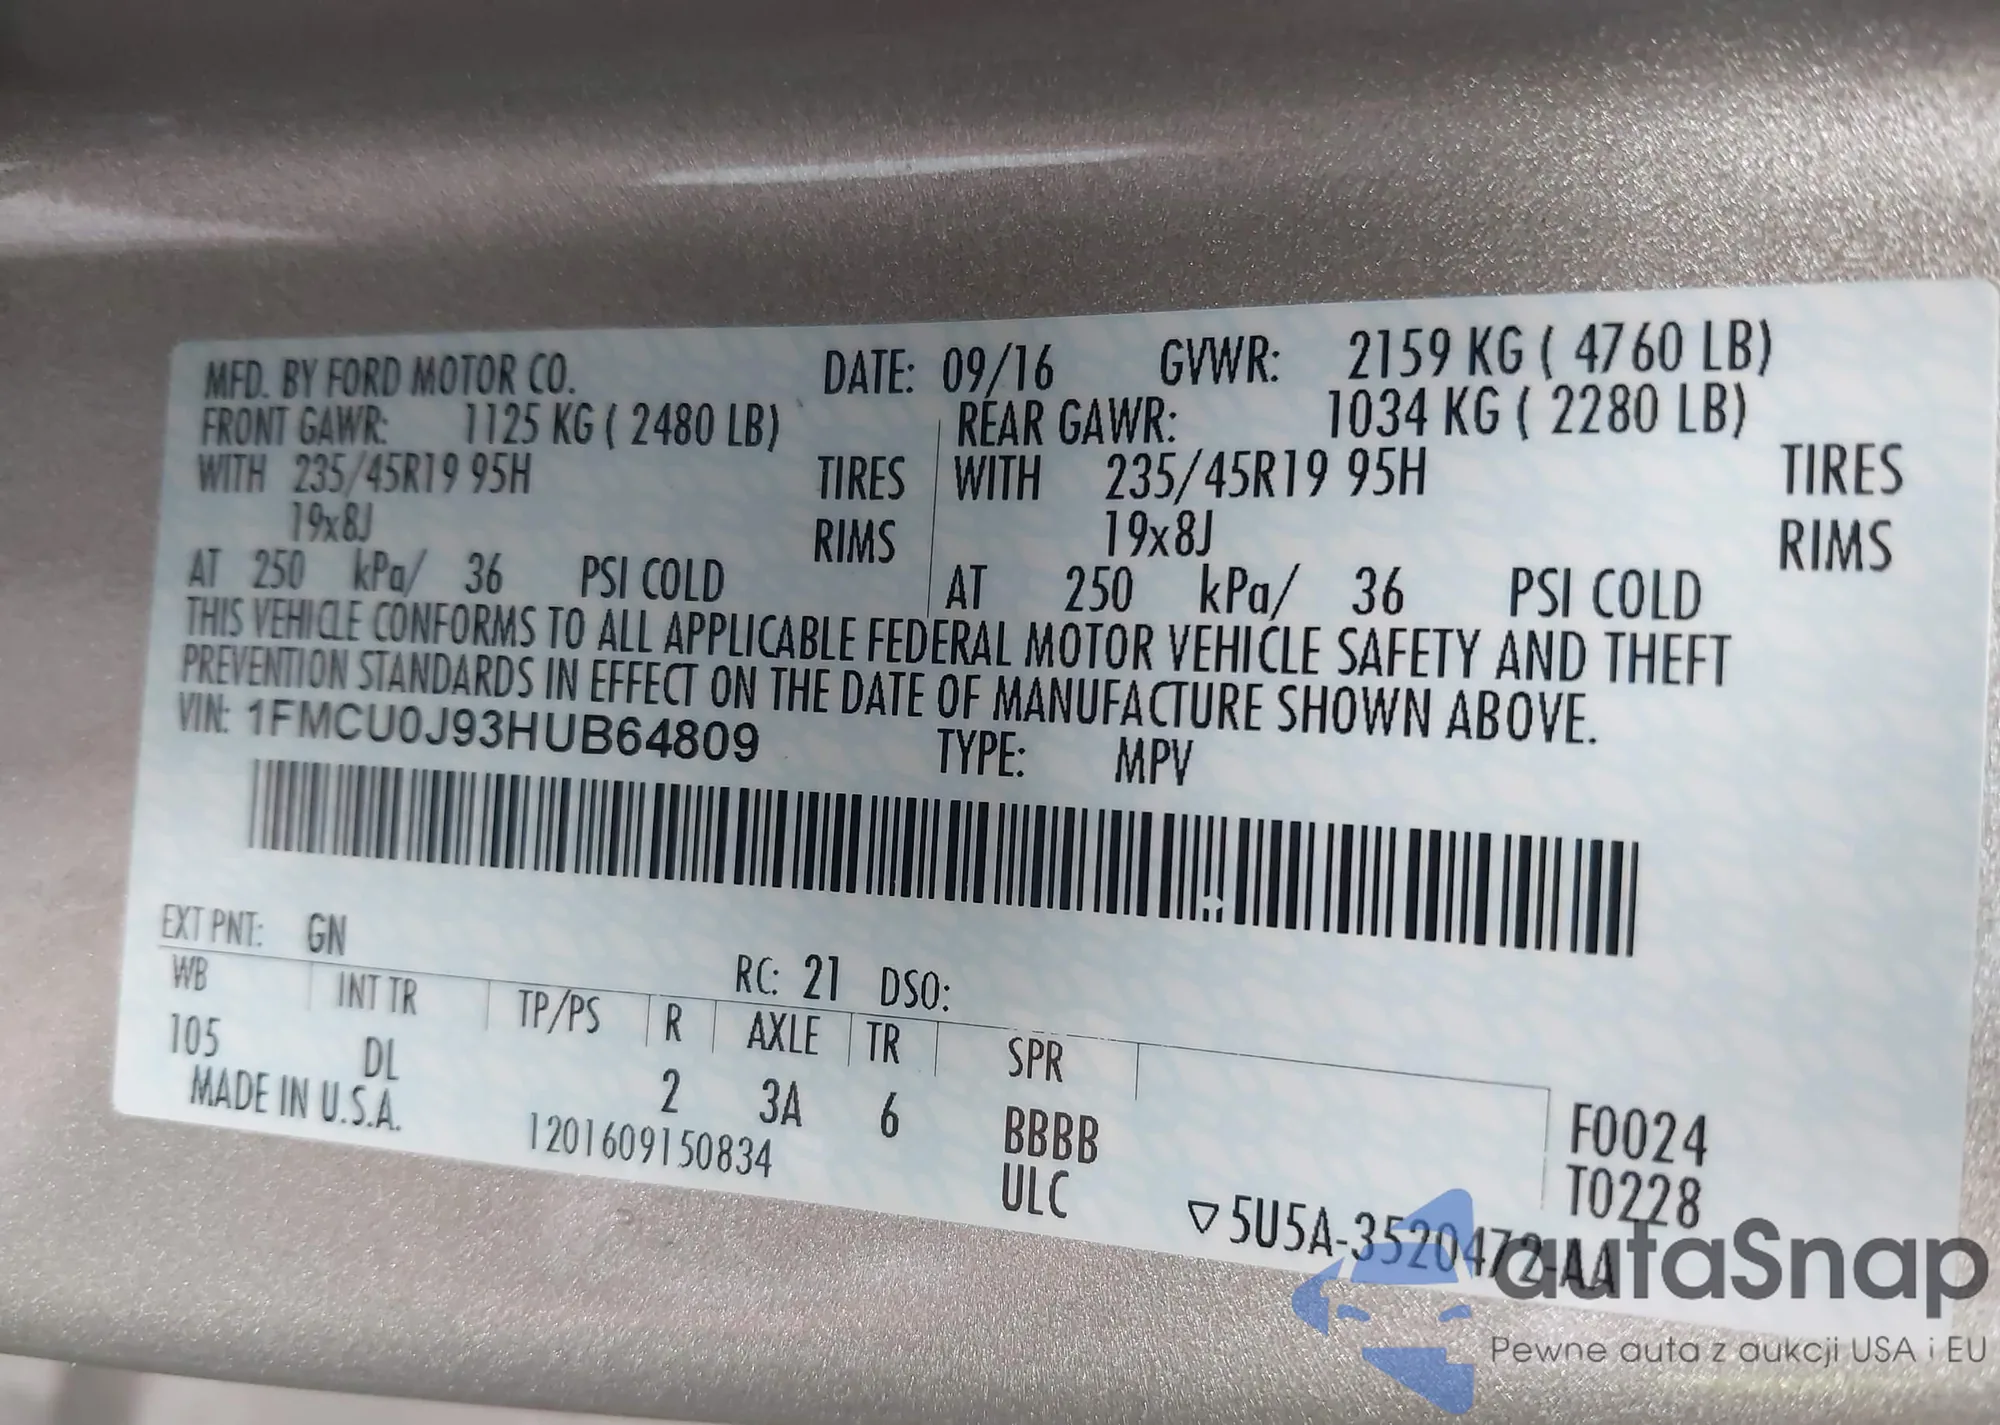 MFD. BY FORD MOTOR CO. DATE: 09/16 GVWR: 2159 KG ( 4760 LB)
FRONT GAWR: 1125 KG ( 2480 LB) REAR GAWR: 1034 KG ( 2280 LB)
WITH 235/45R19 95H TIRES WITH 235/45R19 95H TIRES
19x8J RIMS 19x8J RIMS
AT 250 kPa/ 36 PSI COLD AT 250 kPa/ 36 PSI COLD
THIS VEHICLE CONFORMS TO ALL APPLICABLE FEDERAL MOTOR VEHICLE SAFETY AND THEFT
PREVENTION STANDARDS IN EFFECT ON THE DATE OF MANUFACTURE SHOWN ABOVE.
VIN: 1FMCU0J93HUB64809 TYPE: MPV
EXT PNT: GN RC: 21 DSO:
WB INT TR TP/PS R AXLE TR SPR
105 DL 2 3A 6 BBBB F0024
MADE IN U.S.A. 1201609150834 ULC T0228
▽5U5A-3520472-AA
autaSnap
Pewne auta z aukcji USA i EU